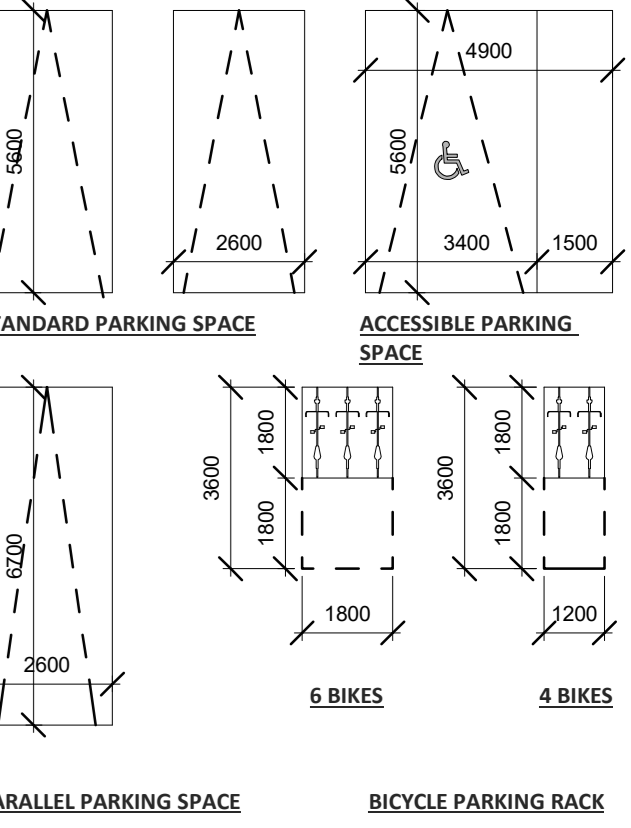 4900
5600
5600
2600
3400
1500
TANDARD PARKING SPACE
ACCESSIBLE PARKING
SPACE
1800
1800
3600
3600
1800
1800
6700
1800
1200
2600
6 BIKES
4 BIKES
ARALLEL PARKING SPACE
BICYCLE PARKING RACK